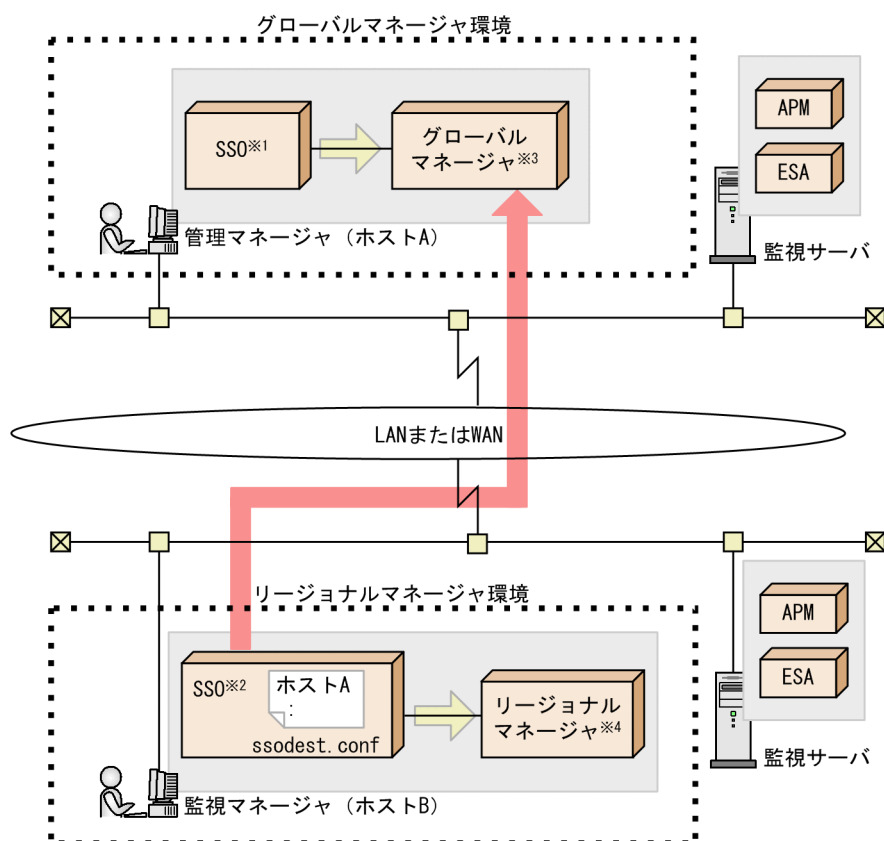 グローバルマネージャ環境
SSO※1
グローバル
マネージャ※3
APM
ESA
管理マネージャ（ホストA）
監視サーバ
LANまたはWAN
リージョナルマネージャ環境
SSO※2
ホストA
:
ssodest.conf
リージョナル
マネージャ※4
APM
ESA
監視サーバ
監視マネージャ（ホストB）